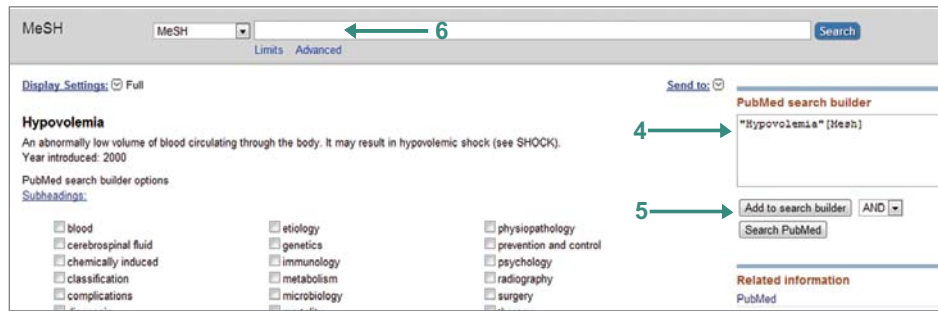 MeSH
MeSH
6
Search
Limits Advanced
Display Settings: Full
Send to:
Hypovolemia
An abnormally low volume of blood circulating through the body. It may result in hypovolemic shock (see SHOCK).
Year introduced: 2000
PubMed search builder options
Subheadings:
blood etiology physiopathology
cerebrospinal fluid genetics prevention and control
chemically induced immunology psychology
classification metabolism radiography
complications microbiology surgery
PubMed search builder
4
"Hypovolemia"[Mesh]
5
Add to search builder AND
Search PubMed
Related information
PubMed